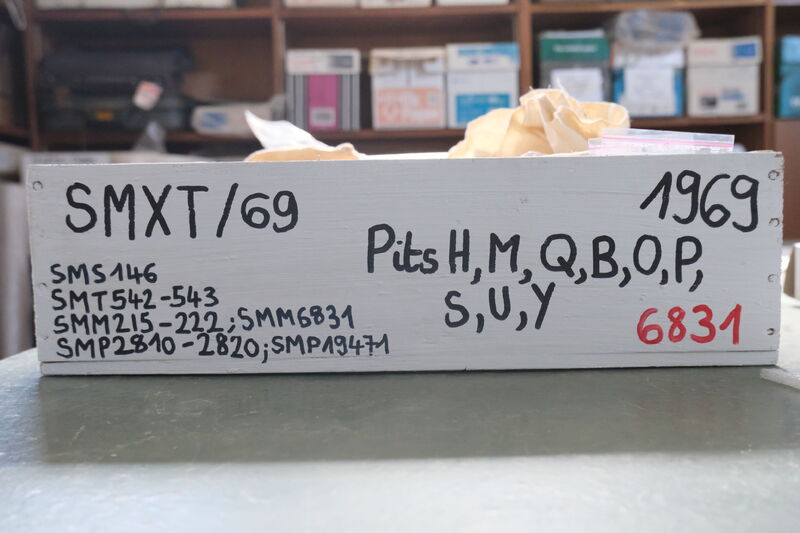 SMXT/69
1969
Pits H, M, Q, B, O, P,
S, U, Y
SMS146
SMT542-543
SMM215-222; SMM6831
SMP2810-2820; SMP19471
6831